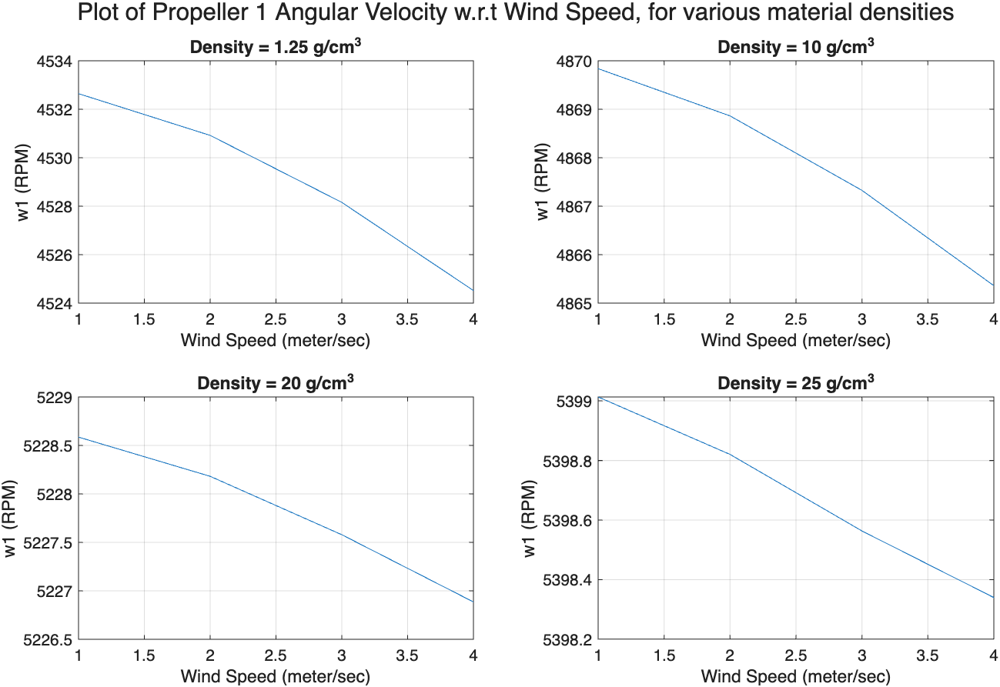 Plot of Propeller 1 Angular Velocity w.r.t Wind Speed, for various material densities
Density = 1.25 g/cm³
4534
4532
4530
4528
4526
4524
w1 (RPM)
1 1.5 2 2.5 3 3.5 4
Wind Speed (meter/sec)
Density = 10 g/cm³
4870
4869
4868
4867
4866
4865
w1 (RPM)
1 1.5 2 2.5 3 3.5 4
Wind Speed (meter/sec)
Density = 20 g/cm³
5229
5228.5
5228
5227.5
5227
5226.5
w1 (RPM)
1 1.5 2 2.5 3 3.5 4
Wind Speed (meter/sec)
Density = 25 g/cm³
5399
5398.8
5398.6
5398.4
5398.2
w1 (RPM)
1 1.5 2 2.5 3 3.5 4
Wind Speed (meter/sec)